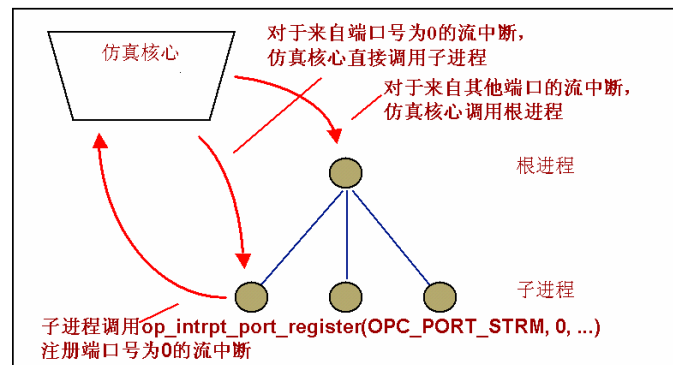 仿真核心
对于来自端口号为0的流中断，
仿真核心直接调用子进程
对于来自其他端口的流中断，
仿真核心调用根进程
根进程
子进程
子进程调用op_intrpt_port_register(OPC_PORT_STRM, 0, ...)
注册端口号为0的流中断